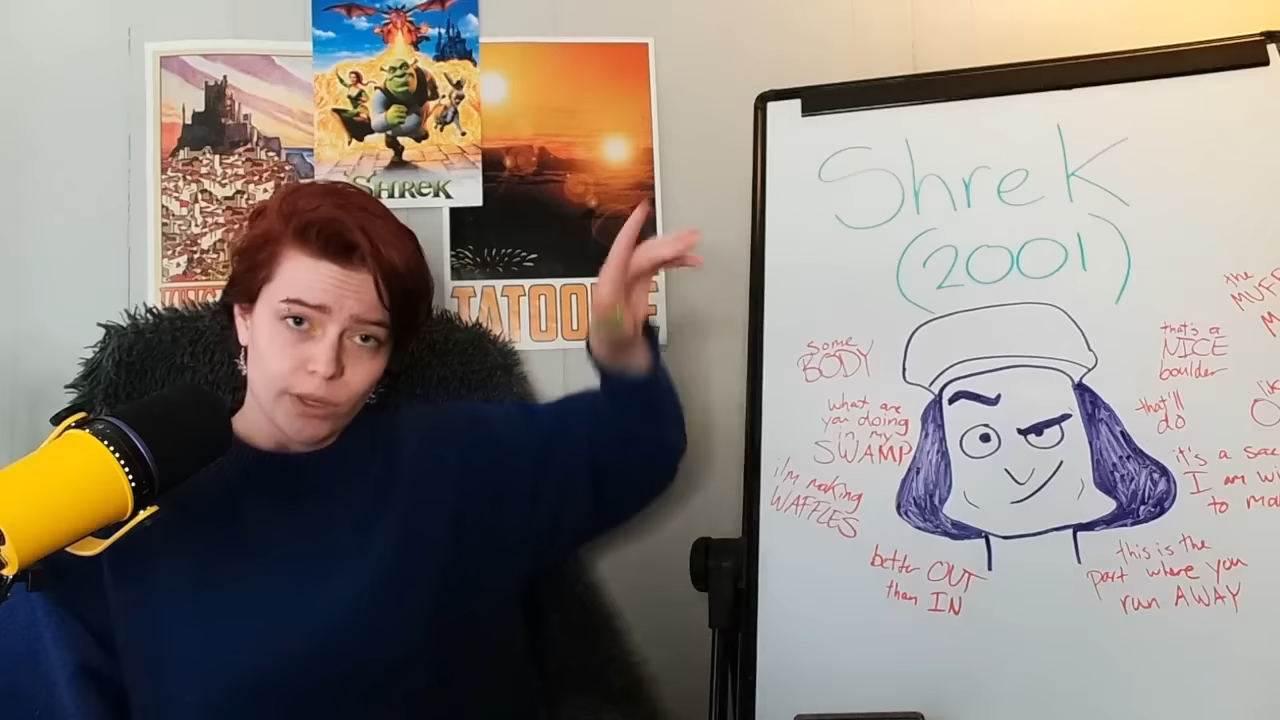 SHREK
TATOO
Shrek
(2001)
some
BODY
what are
you doing
in my
SWAMP
i'm making
WAFFLES
better OUT
than IN
the
that's a
NICE
boulder
that'll
do
it's a
I am
to
this is the
part where you
run AWAY